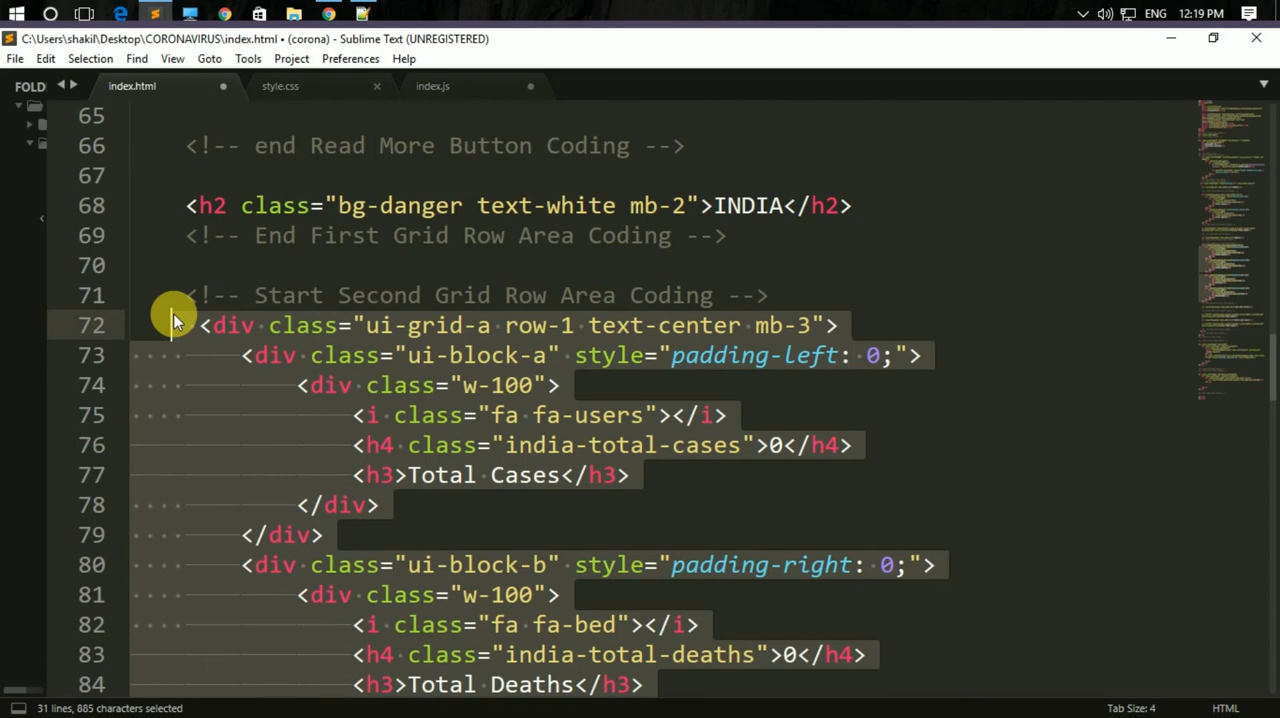 ENG 12:19 PM
C:\Users\shakil\Desktop\CORONAVIRUS\index.html • (corona) - Sublime Text (UNREGISTERED)
File Edit Selection Find View Goto Tools Project Preferences Help
FOLD index.html style.css index.js
65
66 <!-- end Read More Button Coding -->
67
68 <h2 class="bg-danger text-white mb-2">INDIA</h2>
69 <!-- End First Grid Row Area Coding -->
70
71 <!-- Start Second Grid Row Area Coding -->
72 <div class="ui-grid-a row-1 text-center mb-3">
73 <div class="ui-block-a" style="padding-left: 0;">
74 <div class="w-100">
75 <i class="fa fa-users"></i>
76 <h4 class="india-total-cases">0</h4>
77 <h3>Total Cases</h3>
78 </div>
79 </div>
80 <div class="ui-block-b" style="padding-right: 0;">
81 <div class="w-100">
82 <i class="fa fa-bed"></i>
83 <h4 class="india-total-deaths">0</h4>
84 <h3>Total Deaths</h3>
31 lines, 885 characters selected Tab Size: 4 HTML